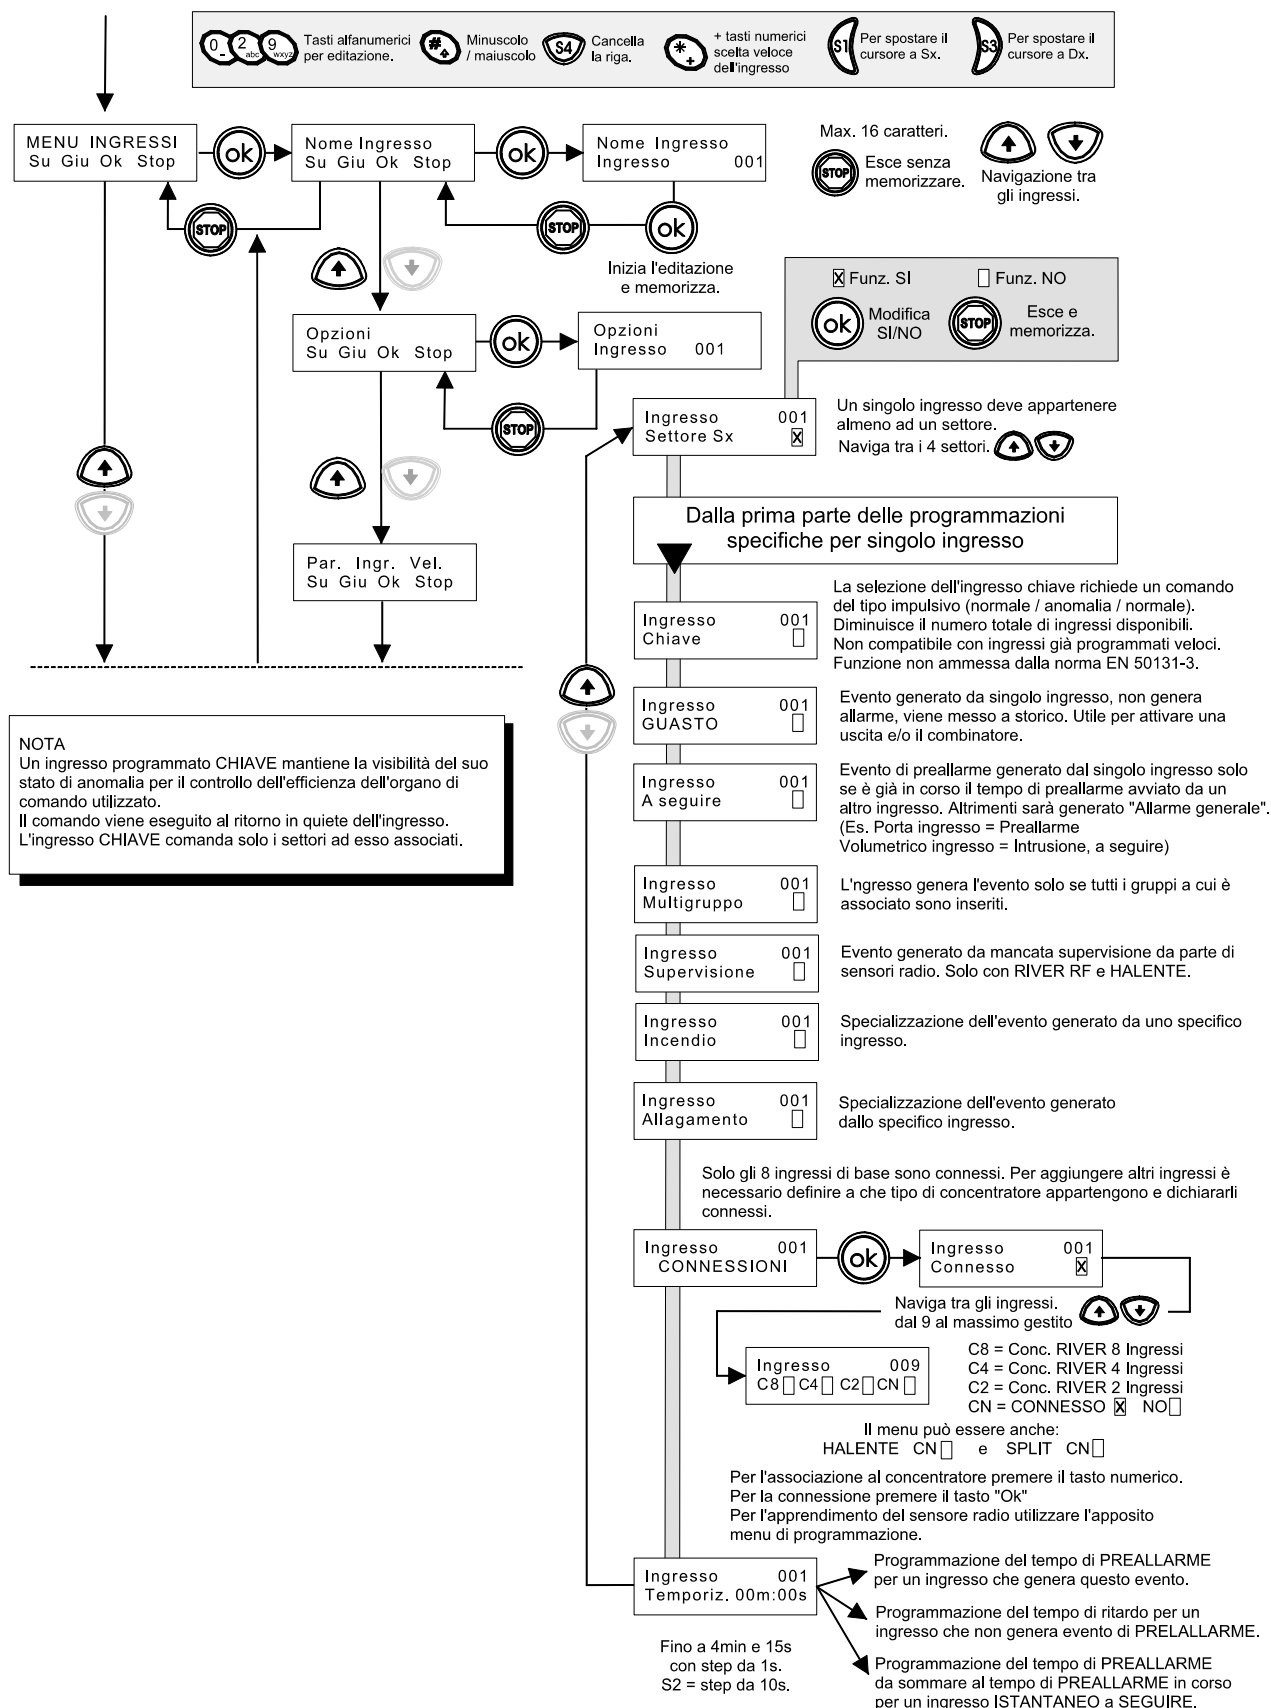 0_ 2abc 9wxyz
Tasti alfanumerici
per editazione.
#
Minuscolo
/ maiuscolo
S4
Cancella
la riga.
*+
+ tasti numerici
scelta veloce
dell'ingresso
S1
Per spostare il
cursore a Sx.
S3
Per spostare il
cursore a Dx.
MENU INGRESSI
Su Giu Ok Stop
ok
Nome Ingresso
Su Giu Ok Stop
ok
Nome Ingresso
Ingresso 001
Max. 16 caratteri.
STOP
Esce senza
memorizzare.
Navigazione tra
gli ingressi.
STOP
STOP
ok
Inizia l'editazione
e memorizza.
X Funz. SI
Funz. NO
ok
Modifica
SI/NO
STOP
Esce e
memorizza.
Opzioni
Su Giu Ok Stop
ok
Opzioni
Ingresso 001
STOP
Ingresso 001
Settore Sx X
Un singolo ingresso deve appartenere
almeno ad un settore.
Naviga tra i 4 settori.
Dalla prima parte delle programmazioni
specifiche per singolo ingresso
Par. Ingr. Vel.
Su Giu Ok Stop
Ingresso 001
Chiave
La selezione dell'ingresso chiave richiede un comando
del tipo impulsivo (normale / anomalia / normale).
Diminuisce il numero totale di ingressi disponibili.
Non compatibile con ingressi già programmati veloci.
Funzione non ammessa dalla norma EN 50131-3.
Ingresso 001
GUASTO
Evento generato da singolo ingresso, non genera
allarme, viene messo a storico. Utile per attivare una
uscita e/o il combinatore.
NOTA
Un ingresso programmato CHIAVE mantiene la visibilità del suo
stato di anomalia per il controllo dell'efficienza dell'organo di
comando utilizzato.
Il comando viene eseguito al ritorno in quiete dell'ingresso.
L'ingresso CHIAVE comanda solo i settori ad esso associati.
Ingresso 001
A seguire
Evento di preallarme generato dal singolo ingresso solo
se è già in corso il tempo di preallarme avviato da un
altro ingresso. Altrimenti sarà generato "Allarme generale".
(Es. Porta ingresso = Preallarme
Volumetrico ingresso = Intrusione, a seguire)
Ingresso 001
Multigruppo
L'ngresso genera l'evento solo se tutti i gruppi a cui è
associato sono inseriti.
Ingresso 001
Supervisione
Evento generato da mancata supervisione da parte di
sensori radio. Solo con RIVER RF e HALENTE.
Ingresso 001
Incendio
Specializzazione dell'evento generato da uno specifico
ingresso.
Ingresso 001
Allagamento
Specializzazione dell'evento generato
dallo specifico ingresso.
Solo gli 8 ingressi di base sono connessi. Per aggiungere altri ingressi è
necessario definire a che tipo di concentratore appartengono e dichiararli
connessi.
Ingresso 001
CONNESSIONI
ok
Ingresso 001
Connesso X
Naviga tra gli ingressi.
dal 9 al massimo gestito
Ingresso 009
C8 C4 C2 CN
C8 = Conc. RIVER 8 Ingressi
C4 = Conc. RIVER 4 Ingressi
C2 = Conc. RIVER 2 Ingressi
CN = CONNESSO X NO
Il menu può essere anche:
HALENTE CN e SPLIT CN
Per l'associazione al concentratore premere il tasto numerico.
Per la connessione premere il tasto "Ok"
Per l'apprendimento del sensore radio utilizzare l'apposito
menu di programmazione.
Ingresso 001
Temporiz. 00m:00s
Programmazione del tempo di PREALLARME
per un ingresso che genera questo evento.
Programmazione del tempo di ritardo per un
ingresso che non genera evento di PRELALLARME.
Programmazione del tempo di PREALLARME
da sommare al tempo di PREALLARME in corso
per un ingresso ISTANTANEO a SEGUIRE.
Fino a 4min e 15s
con step da 1s.
S2 = step da 10s.